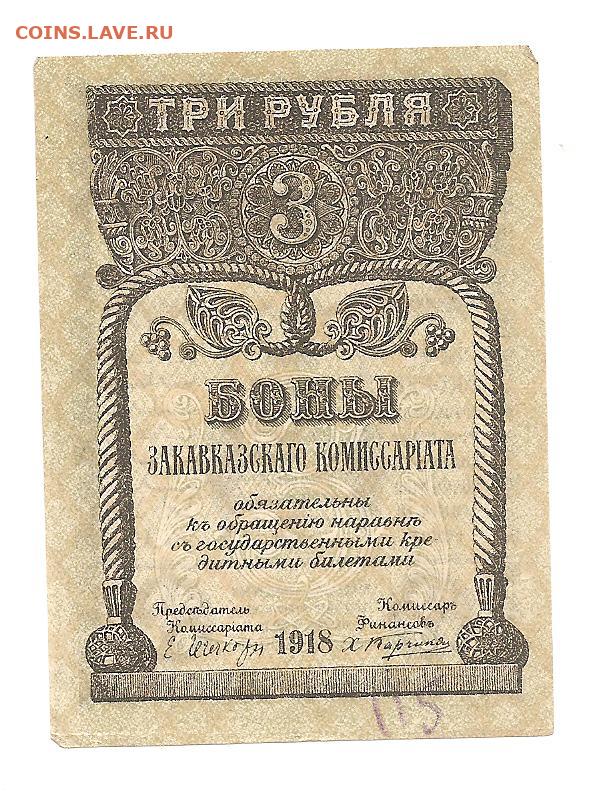 COINS.LAVE.RU
ТРИ РУБЛЯ
3
БОНЫ
ЗАКАВКАЗСКАГО КОМИССАРІАТА
обязательны
къ обращенію наравнѣ
съ государственными кре-
дитными билетами
Предсѣдатель Комиссаръ
Комиссаріата Финансовъ
1918